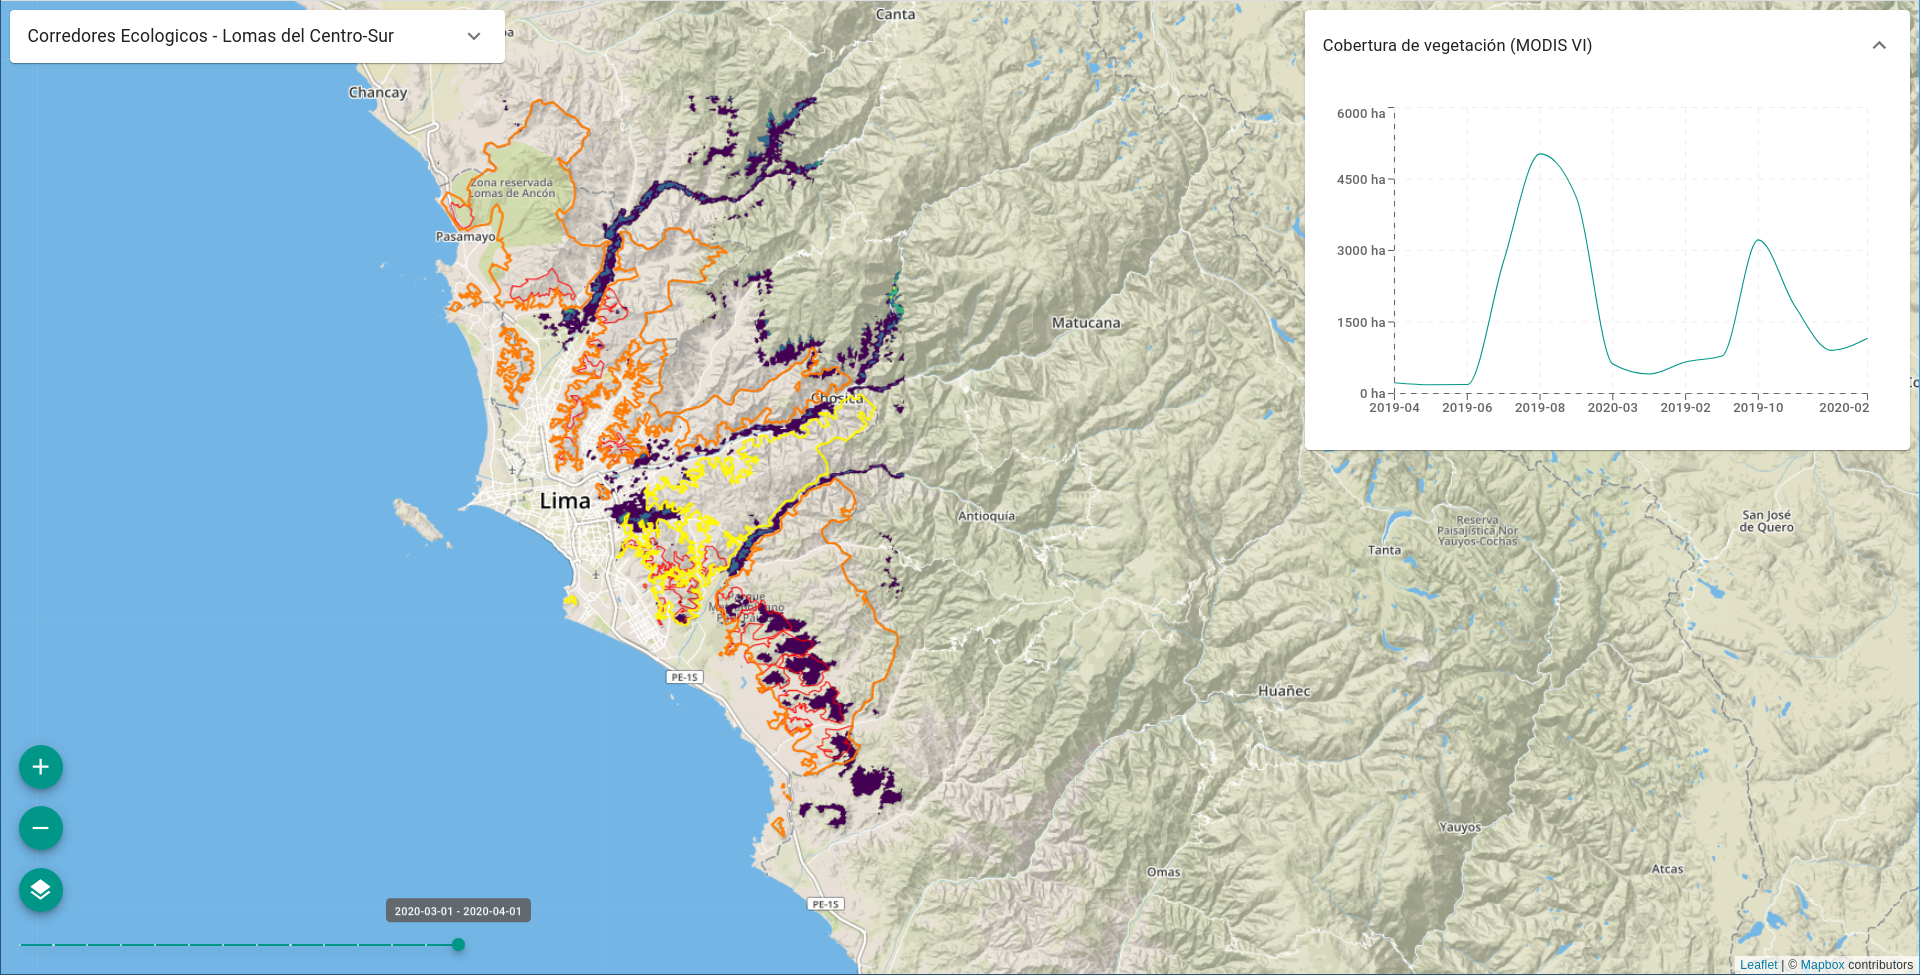 Corredores Ecologicos - Lomas del Centro-Sur
Canta
Chancay
Zona reservada
Lomas de Ancón
Pasamayo
Matucana
Chosica
Lima
Antioquía
Parque
PE-1S
Huañec
Tanta
Reserva
Paisajística Nor
Yauyos-Cochas
San José
de Quero
Yauyos
Omas
Atcas
PE-1S
Cobertura de vegetación (MODIS VI)
6000 ha
4500 ha
3000 ha
1500 ha
0 ha
2019-04 2019-06 2019-08 2020-03 2019-02 2019-10 2020-02
2020-03-01 - 2020-04-01
Leaflet | © Mapbox contributors